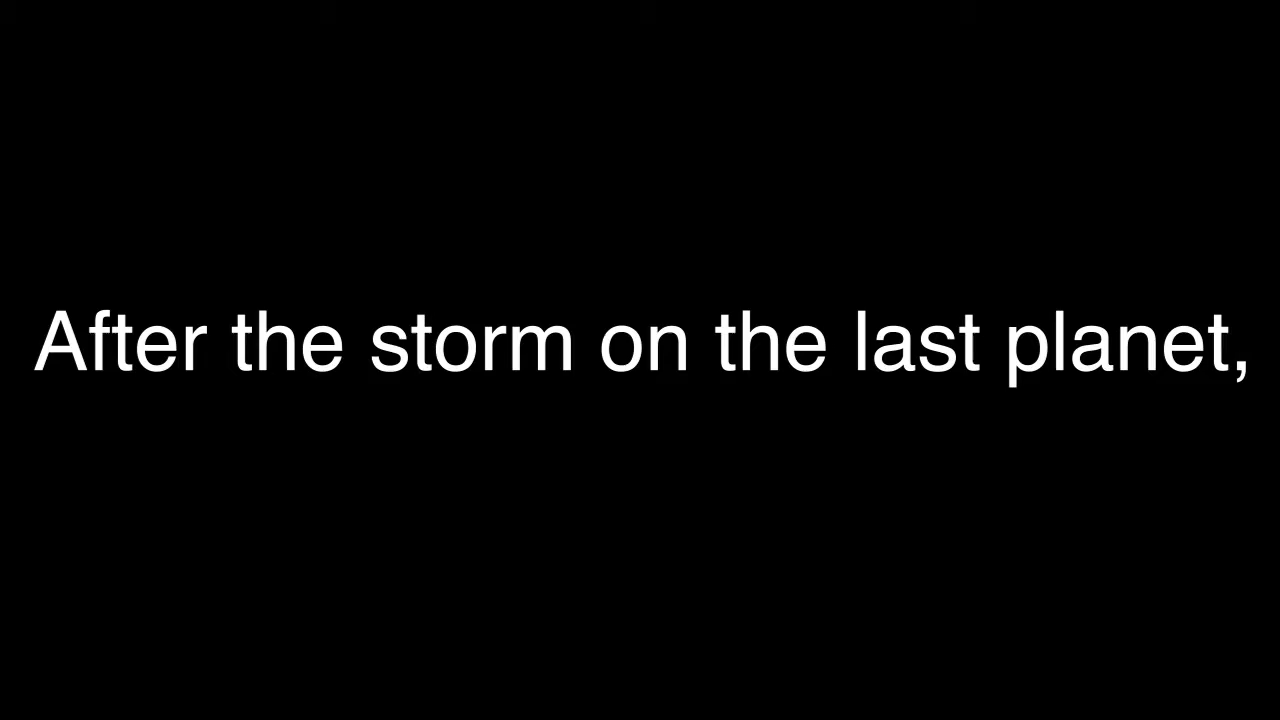 After the storm on the last planet,